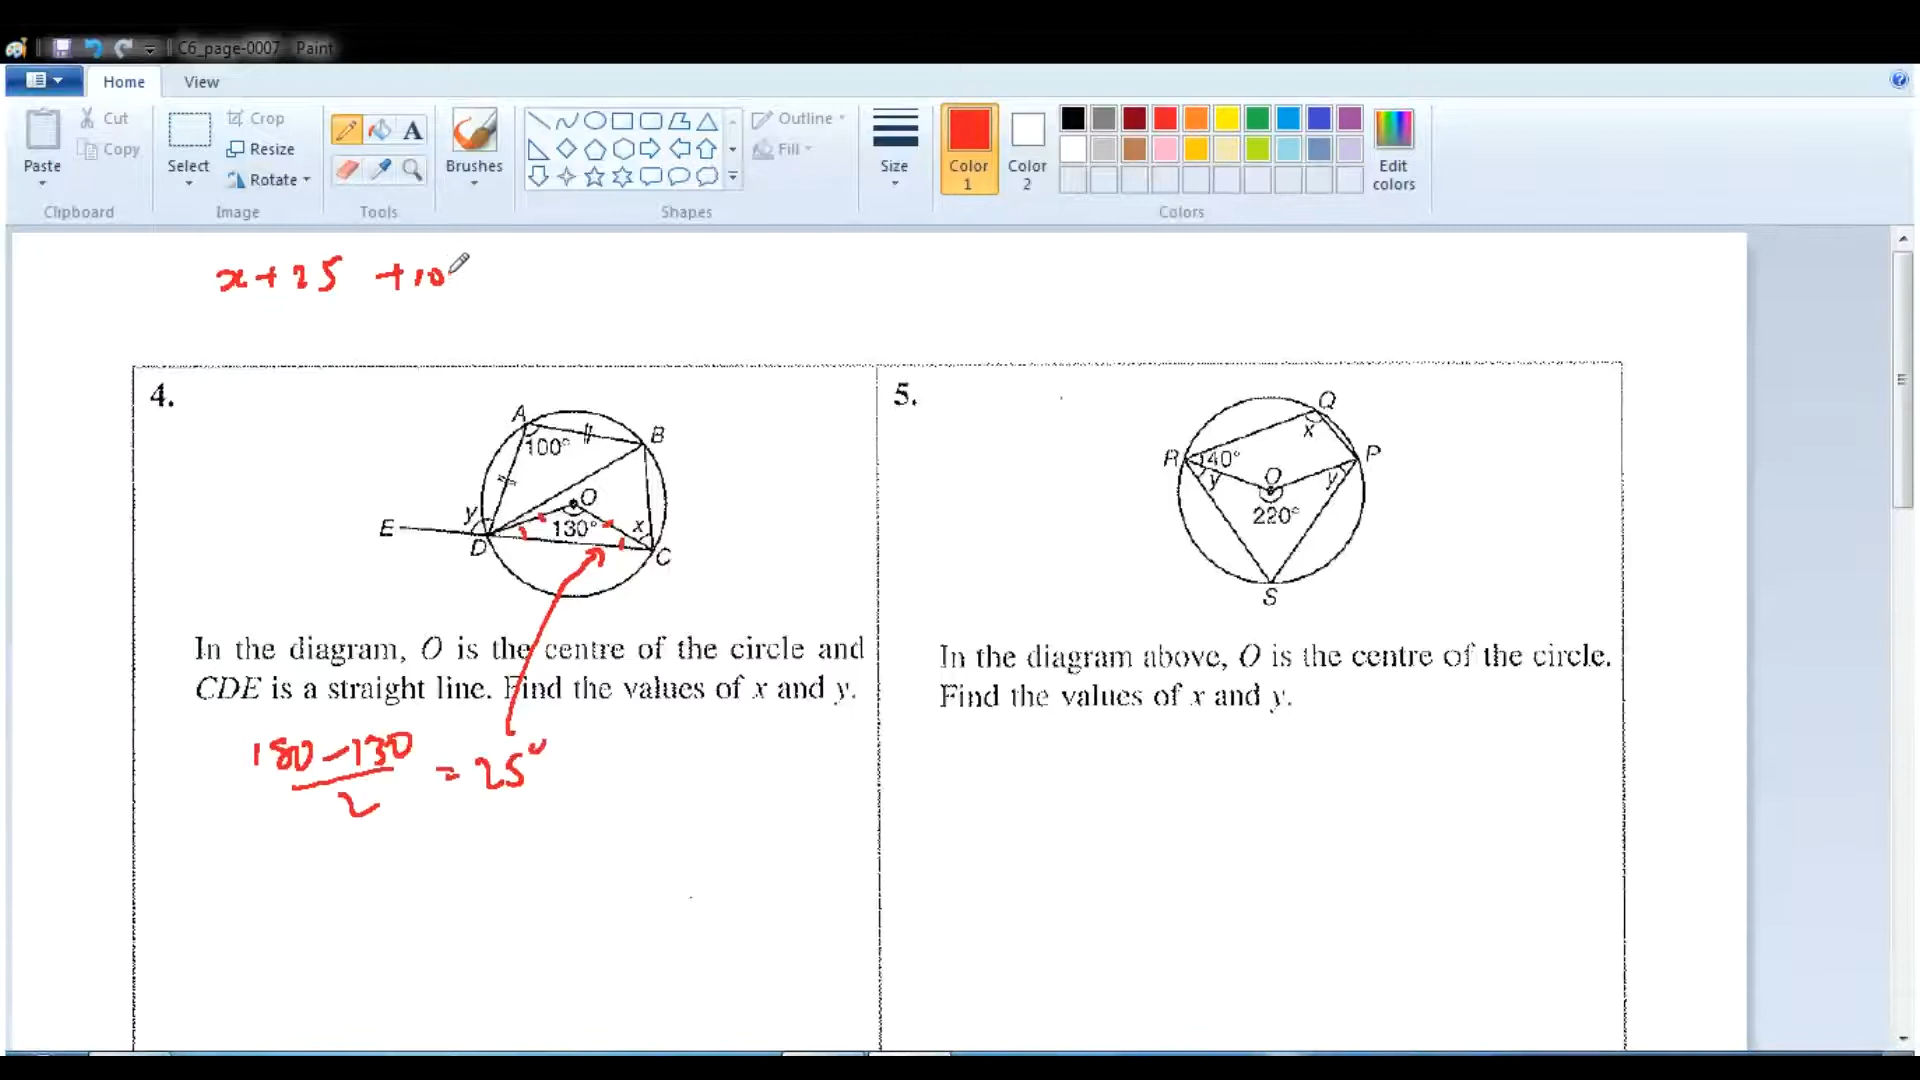 C6_page-0007 Paint
Home View
Paste
Cut
Copy
Clipboard
Select
Crop
Resize
Rotate
Image
A
Tools
Brushes
Shapes
Outline
Fill
Size
Color 1
Color 2
Edit colors
Colors
x+25 +10
4.
A
B
100°
O
y
130°
x
E
D
C
In the diagram, O is the centre of the circle and
CDE is a straight line. Find the values of x and y.
180-130
2
= 25°
5.
Q
x
R
40°
P
O
y
y
220°
S
In the diagram above, O is the centre of the circle.
Find the values of x and y.